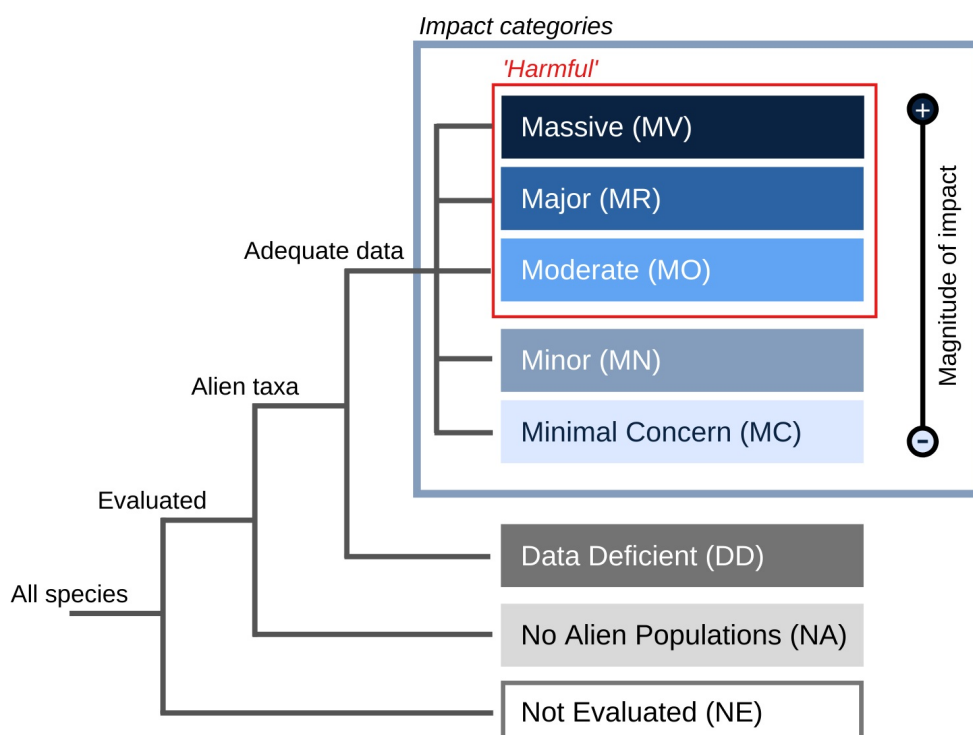 Impact categories
'Harmful'
Massive (MV)
+
Major (MR)
Adequate data
Moderate (MO)
Magnitude of impact
Minor (MN)
Alien taxa
Minimal Concern (MC)
-
Evaluated
Data Deficient (DD)
All species
No Alien Populations (NA)
Not Evaluated (NE)